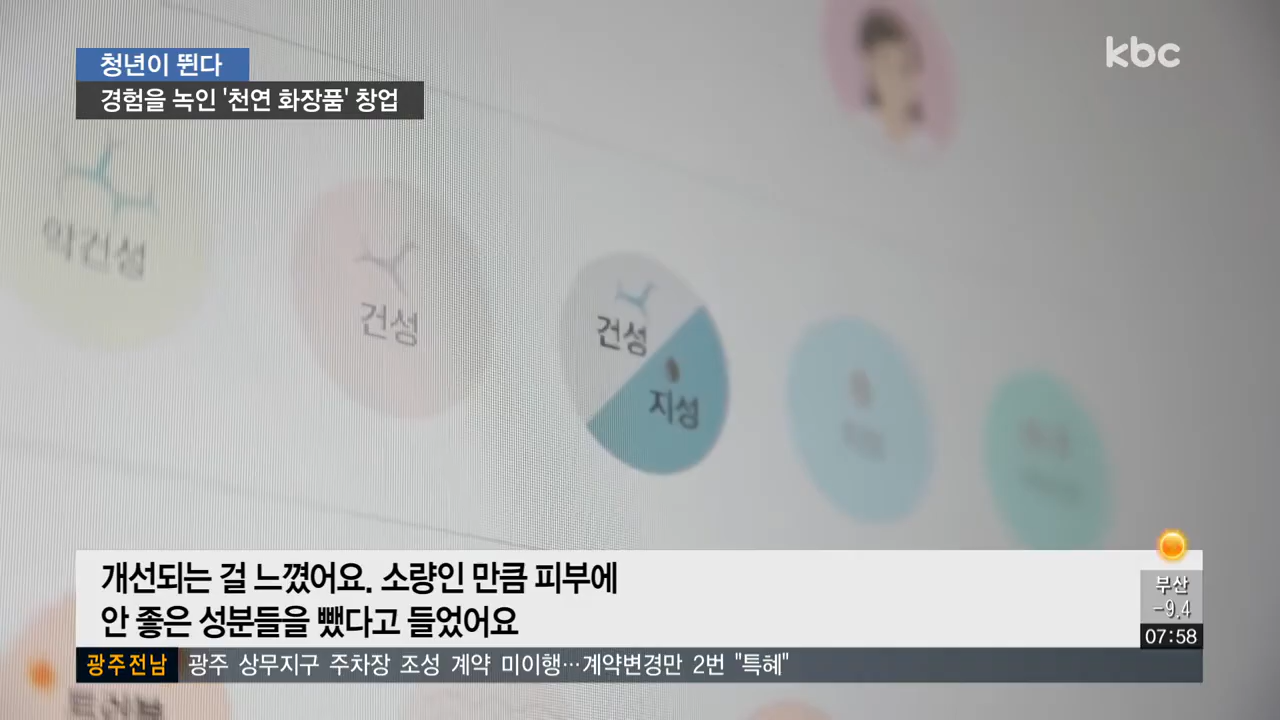 청년이 뛴다
kbc
경험을 녹인 '천연 화장품' 창업
악건성
건성
건성
지성
개선되는 걸 느꼈어요. 소량인 만큼 피부에
안 좋은 성분들을 뺐다고 들었어요
부산
-9.4
07:58
광주전남 광주 상무지구 주차장 조성 계약 미이행…계약변경만 2번 "특혜"